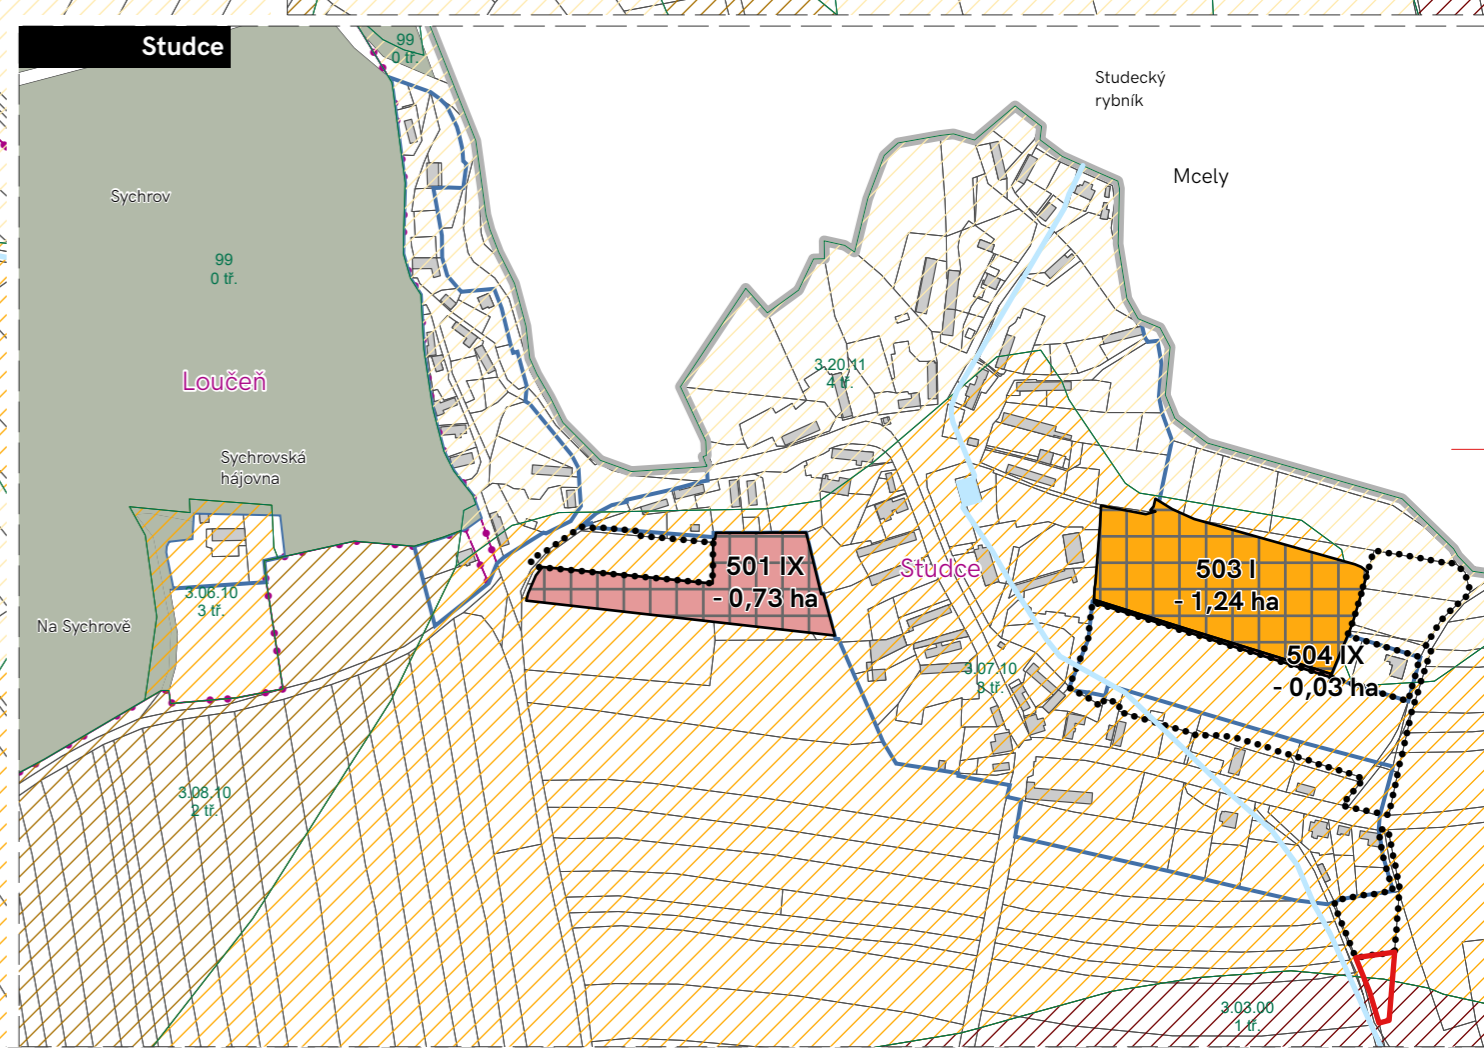 Studce
99
0 tř.
Studecký
rybník
Mcely
Sychrov
99
0 tř.
Loučeň
3.20.11
4 tř.
Sychrovská
hájovna
501 IX
- 0,73 ha
Studce
503 I
- 1,24 ha
504 IX
- 0,03 ha
3.06.10
3 tř.
Na Sychrově
3.07.10
3 tř.
3.08.10
2 tř.
3.03.00
1 tř.